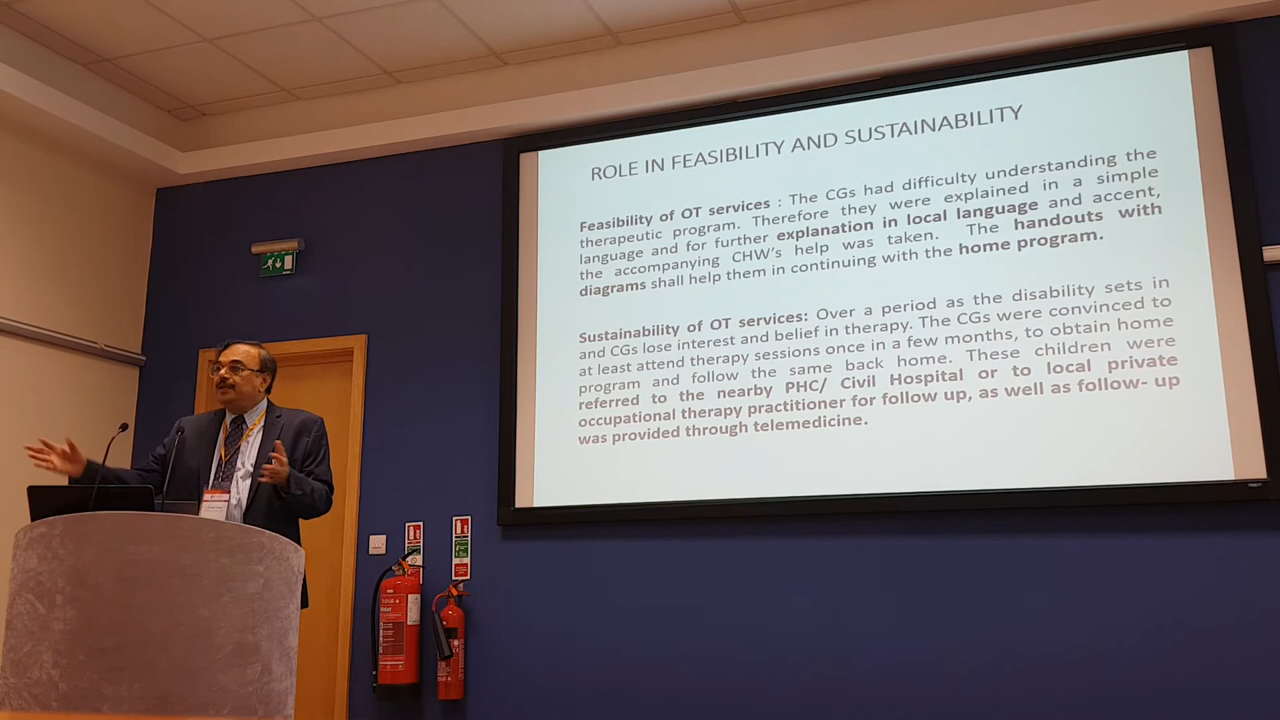 ROLE IN FEASIBILITY AND SUSTAINABILITY
Feasibility of OT services : The CGs had difficulty understanding the
therapeutic program. Therefore they were explained in a simple
language and for further explanation in local language and accent,
the accompanying CHW's help was taken. The handouts with
diagrams shall help them in continuing with the home program.
Sustainability of OT services: Over a period as the disability sets in
and CGs lose interest and belief in therapy. The CGs were convinced to
at least attend therapy sessions once in a few months, to obtain home
program and follow the same back home. These children were
referred to the nearby PHC/ Civil Hospital or to local private
occupational therapy practitioner for follow up, as well as follow- up
was provided through telemedicine.